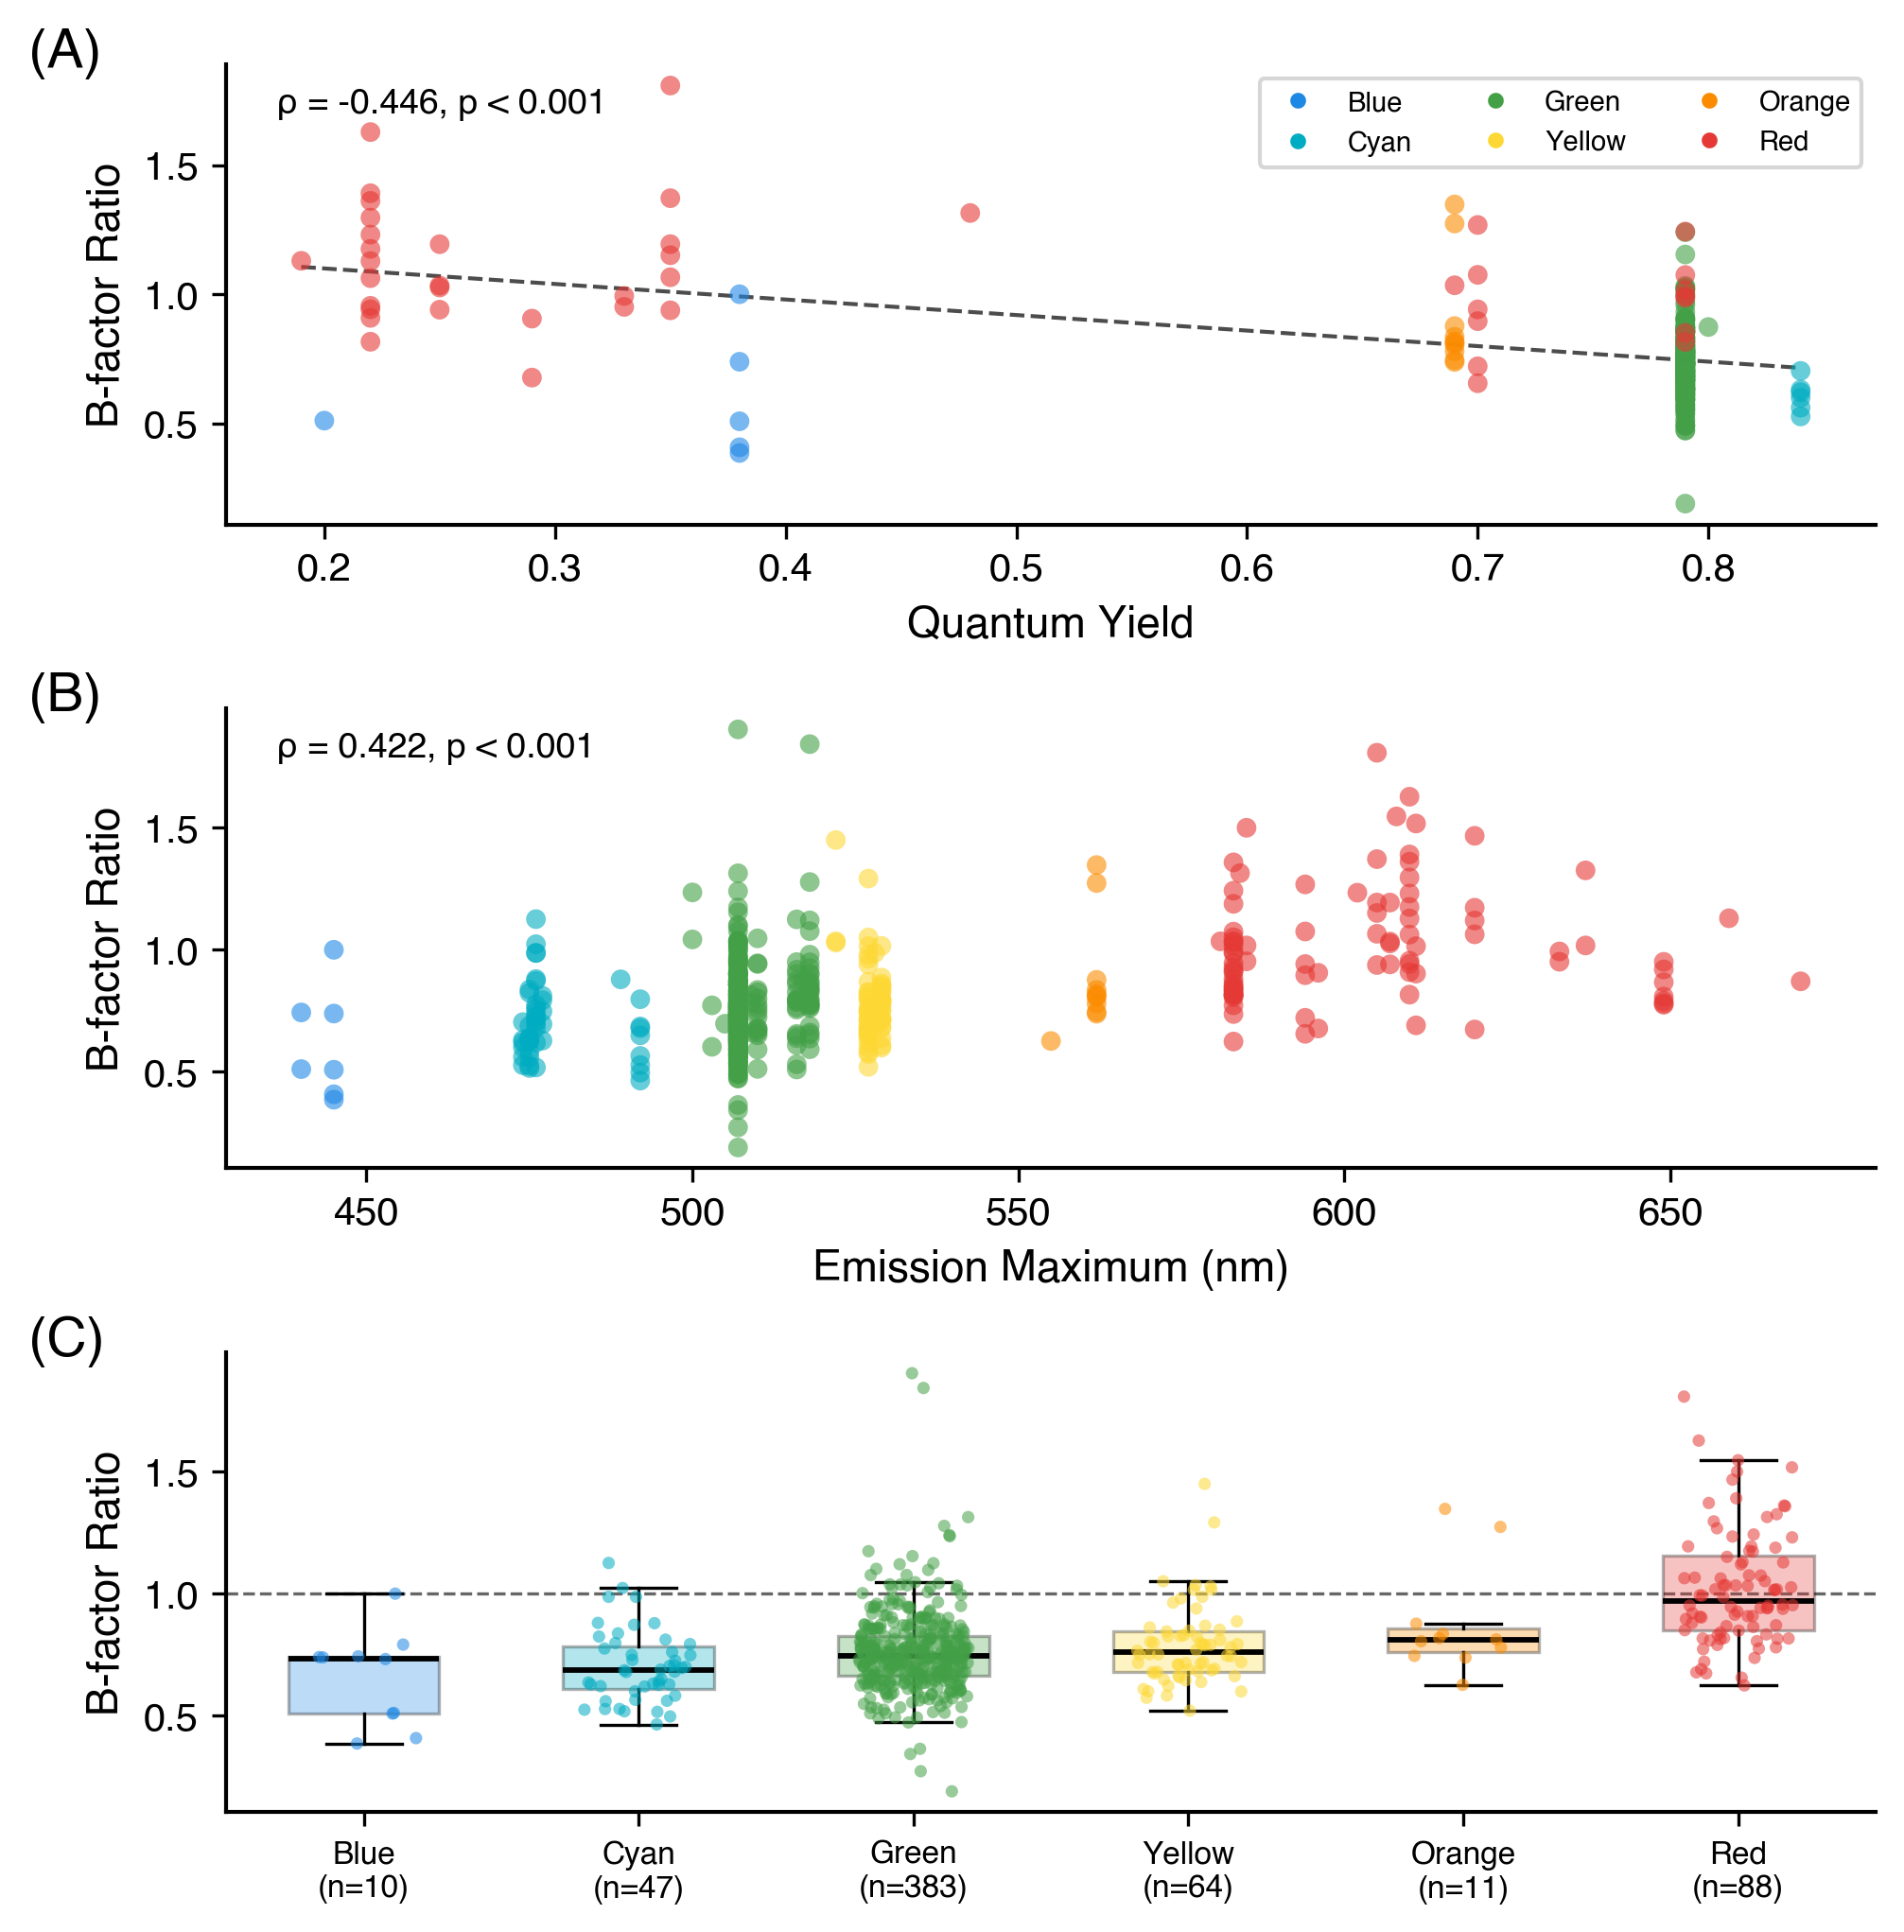 (A)
ρ = -0.446, p < 0.001
Blue
Green
Orange
Cyan
Yellow
Red
B-factor Ratio
1.5
1.0
0.5
0.2 0.3 0.4 0.5 0.6 0.7 0.8
Quantum Yield
(B)
ρ = 0.422, p < 0.001
B-factor Ratio
1.5
1.0
0.5
450 500 550 600 650
Emission Maximum (nm)
(C)
B-factor Ratio
1.5
1.0
0.5
Blue
(n=10)
Cyan
(n=47)
Green
(n=383)
Yellow
(n=64)
Orange
(n=11)
Red
(n=88)